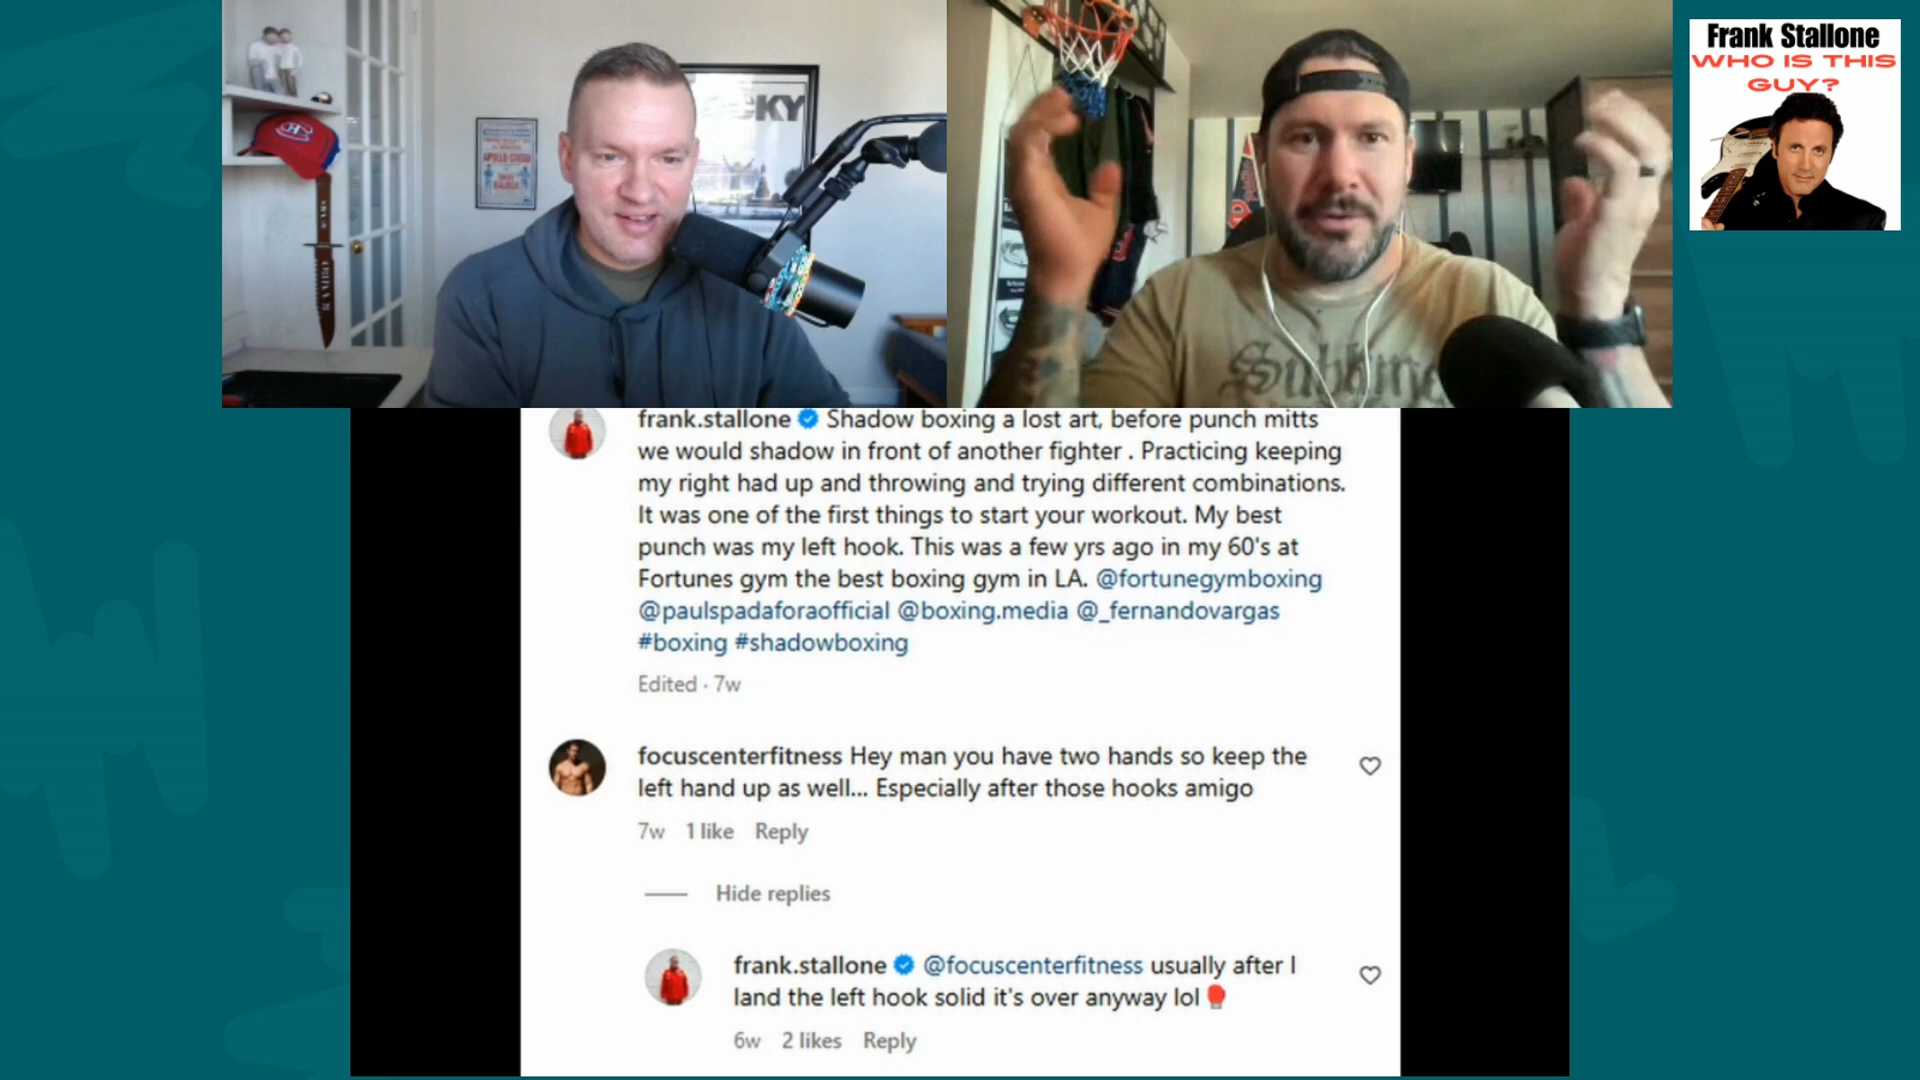 Frank Stallone
WHO IS THIS
GUY?
KY
APOLLO CREED
RAMBO
Sublime
frank.stallone Shadow boxing a lost art, before punch mitts
we would shadow in front of another fighter . Practicing keeping
my right had up and throwing and trying different combinations.
It was one of the first things to start your workout. My best
punch was my left hook. This was a few yrs ago in my 60's at
Fortunes gym the best boxing gym in LA. @fortunegymboxing
@paulspadaforaofficial @boxing.media @_fernandovargas
#boxing #shadowboxing
Edited · 7w
focuscenterfitness Hey man you have two hands so keep the
left hand up as well... Especially after those hooks amigo
7w 1 like Reply
Hide replies
frank.stallone @focuscenterfitness usually after I
land the left hook solid it's over anyway lol 🥊
6w 2 likes Reply